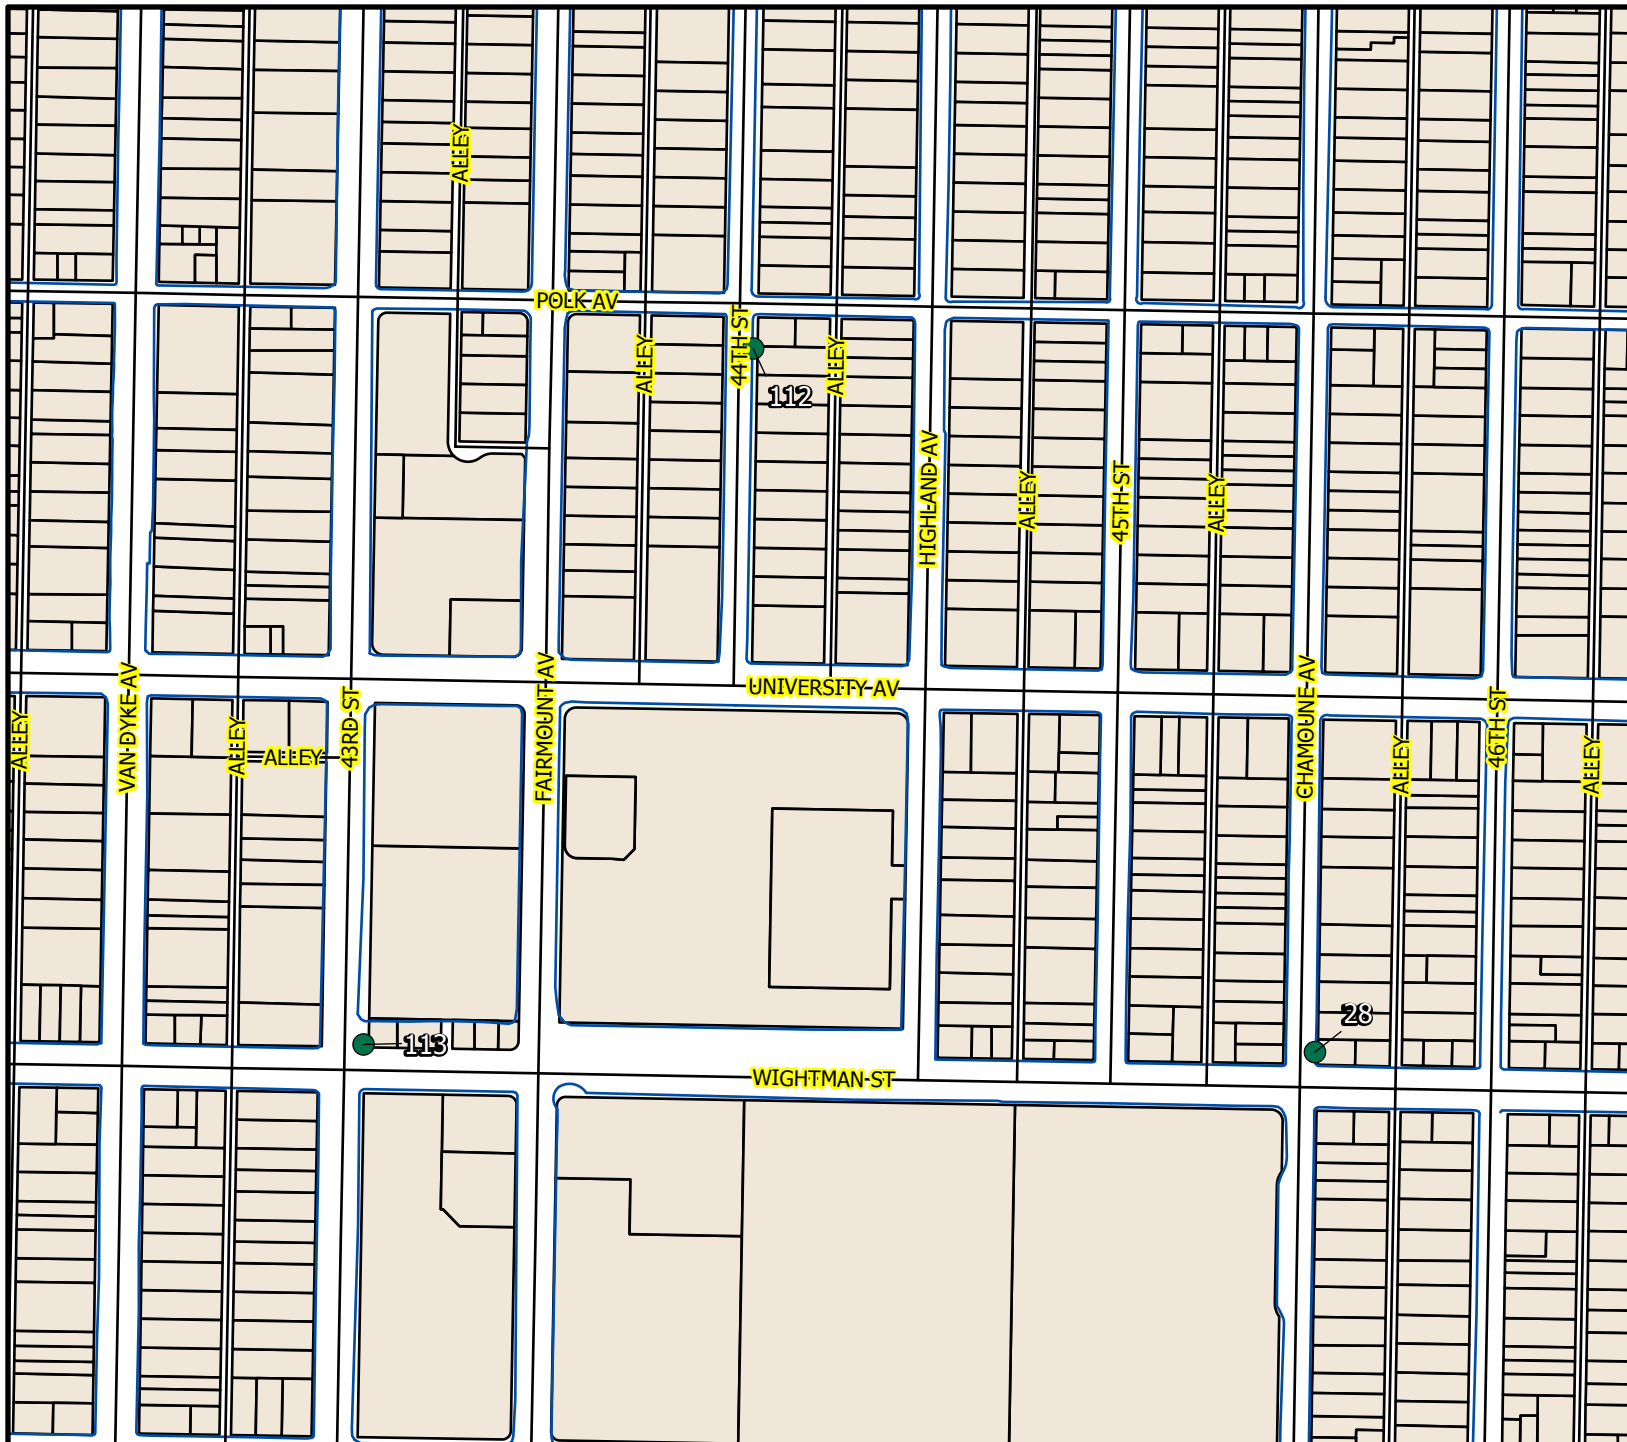 ALLEY
POLK AV
44TH ST
ALLEY
ALLEY
112
HIGHLAND AV
45TH ST
ALLEY
ALLEY
UNIVERSITY AV
VAN DYKE AV
43RD ST
FAIRMOUNT AV
CHAMOUNE AV
46TH ST
ALLEY
ALLEY
ALLEY
ALLEY
ALLEY
28
113
WIGHTMAN ST